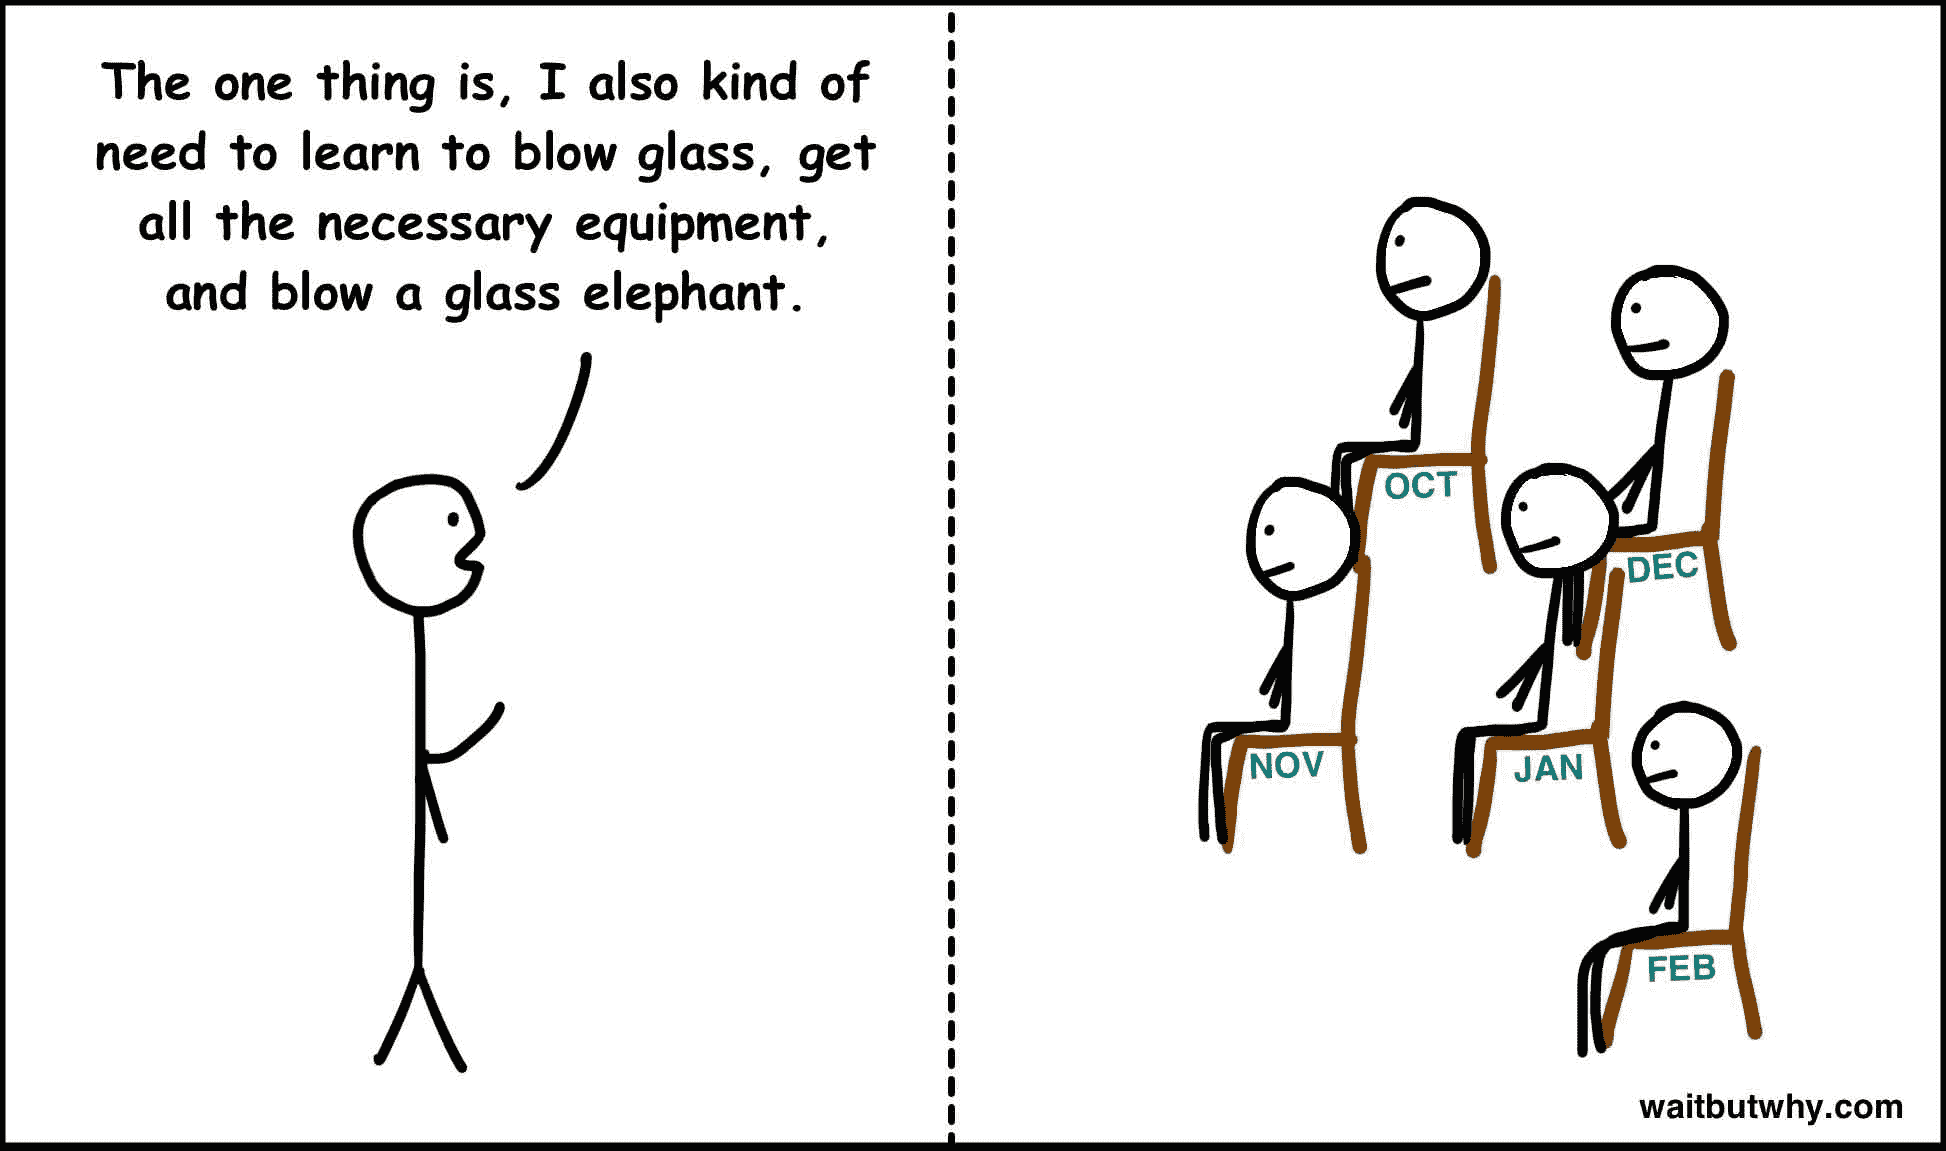 The one thing is, I also kind of
need to learn to blow glass, get
all the necessary equipment,
and blow a glass elephant.
OCT
DEC
NOV
JAN
FEB
waitbutwhy.com